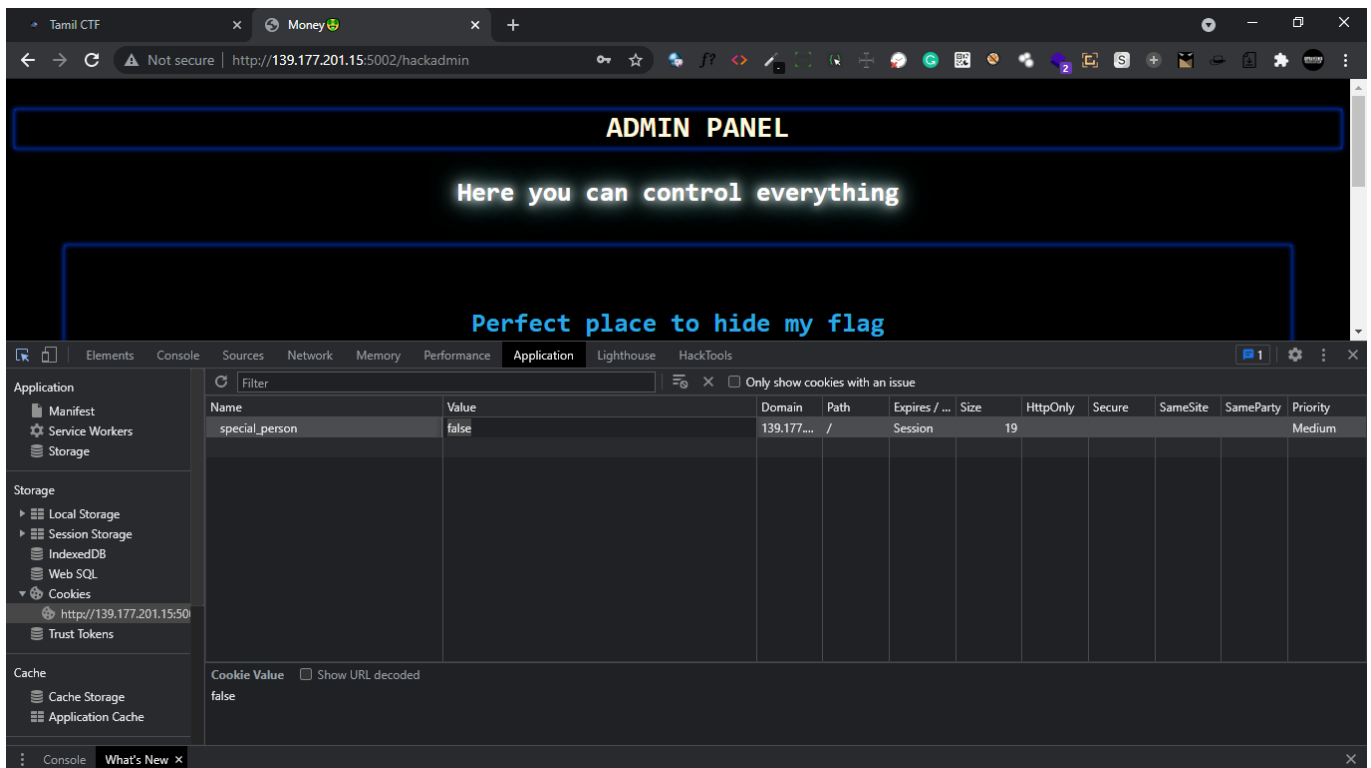 Tamil CTF
Money🤑
Not secure | http://139.177.201.15:5002/hackadmin
ADMIN PANEL
Here you can control everything
Perfect place to hide my flag
Elements Console Sources Network Memory Performance Application Lighthouse HackTools 1
Application
Manifest
Service Workers
Storage
Storage
Local Storage
Session Storage
IndexedDB
Web SQL
Cookies
http://139.177.201.15:50
Trust Tokens
Cache
Cache Storage
Application Cache
Filter Only show cookies with an issue
Name Value Domain Path Expires / ... Size HttpOnly Secure SameSite SameParty Priority
special_person false 139.177.... / Session 19 Medium
Cookie Value Show URL decoded
false
Console What's New